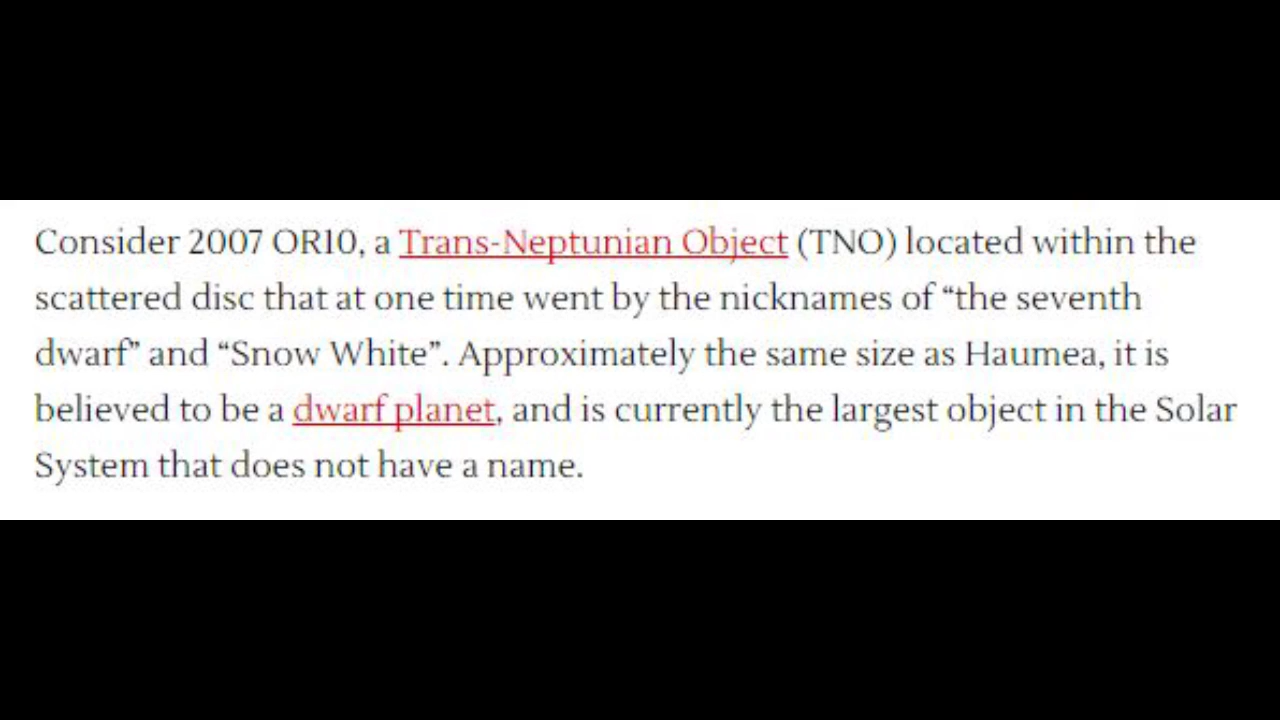 Consider 2007 OR10, a Trans-Neptunian Object (TNO) located within the
scattered disc that at one time went by the nicknames of “the seventh
dwarf” and “Snow White”. Approximately the same size as Haumea, it is
believed to be a dwarf planet, and is currently the largest object in the Solar
System that does not have a name.